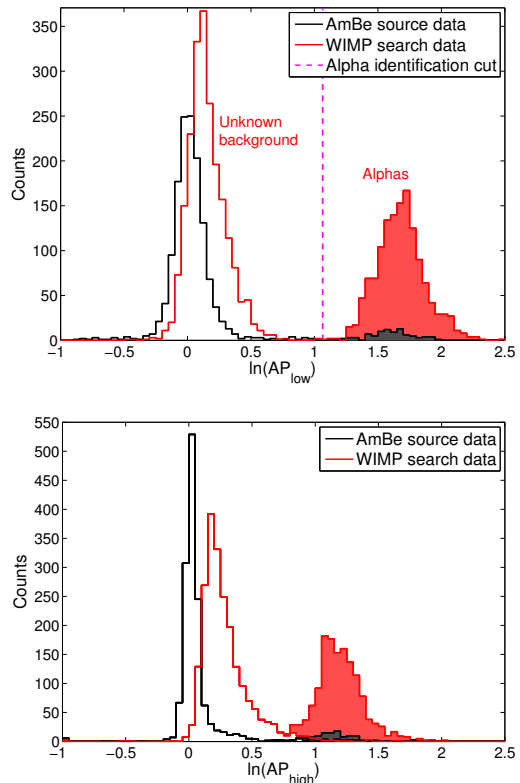 350
300
250
200
150
100
50
0
Counts
AmBe source data
WIMP search data
Alpha identification cut
Unknown
background
Alphas
−1 −0.5 0 0.5 1 1.5 2 2.5
ln(AP_low)
550
500
450
400
350
300
250
200
150
100
50
0
Counts
AmBe source data
WIMP search data
−1 −0.5 0 0.5 1 1.5 2 2.5
ln(AP_high)